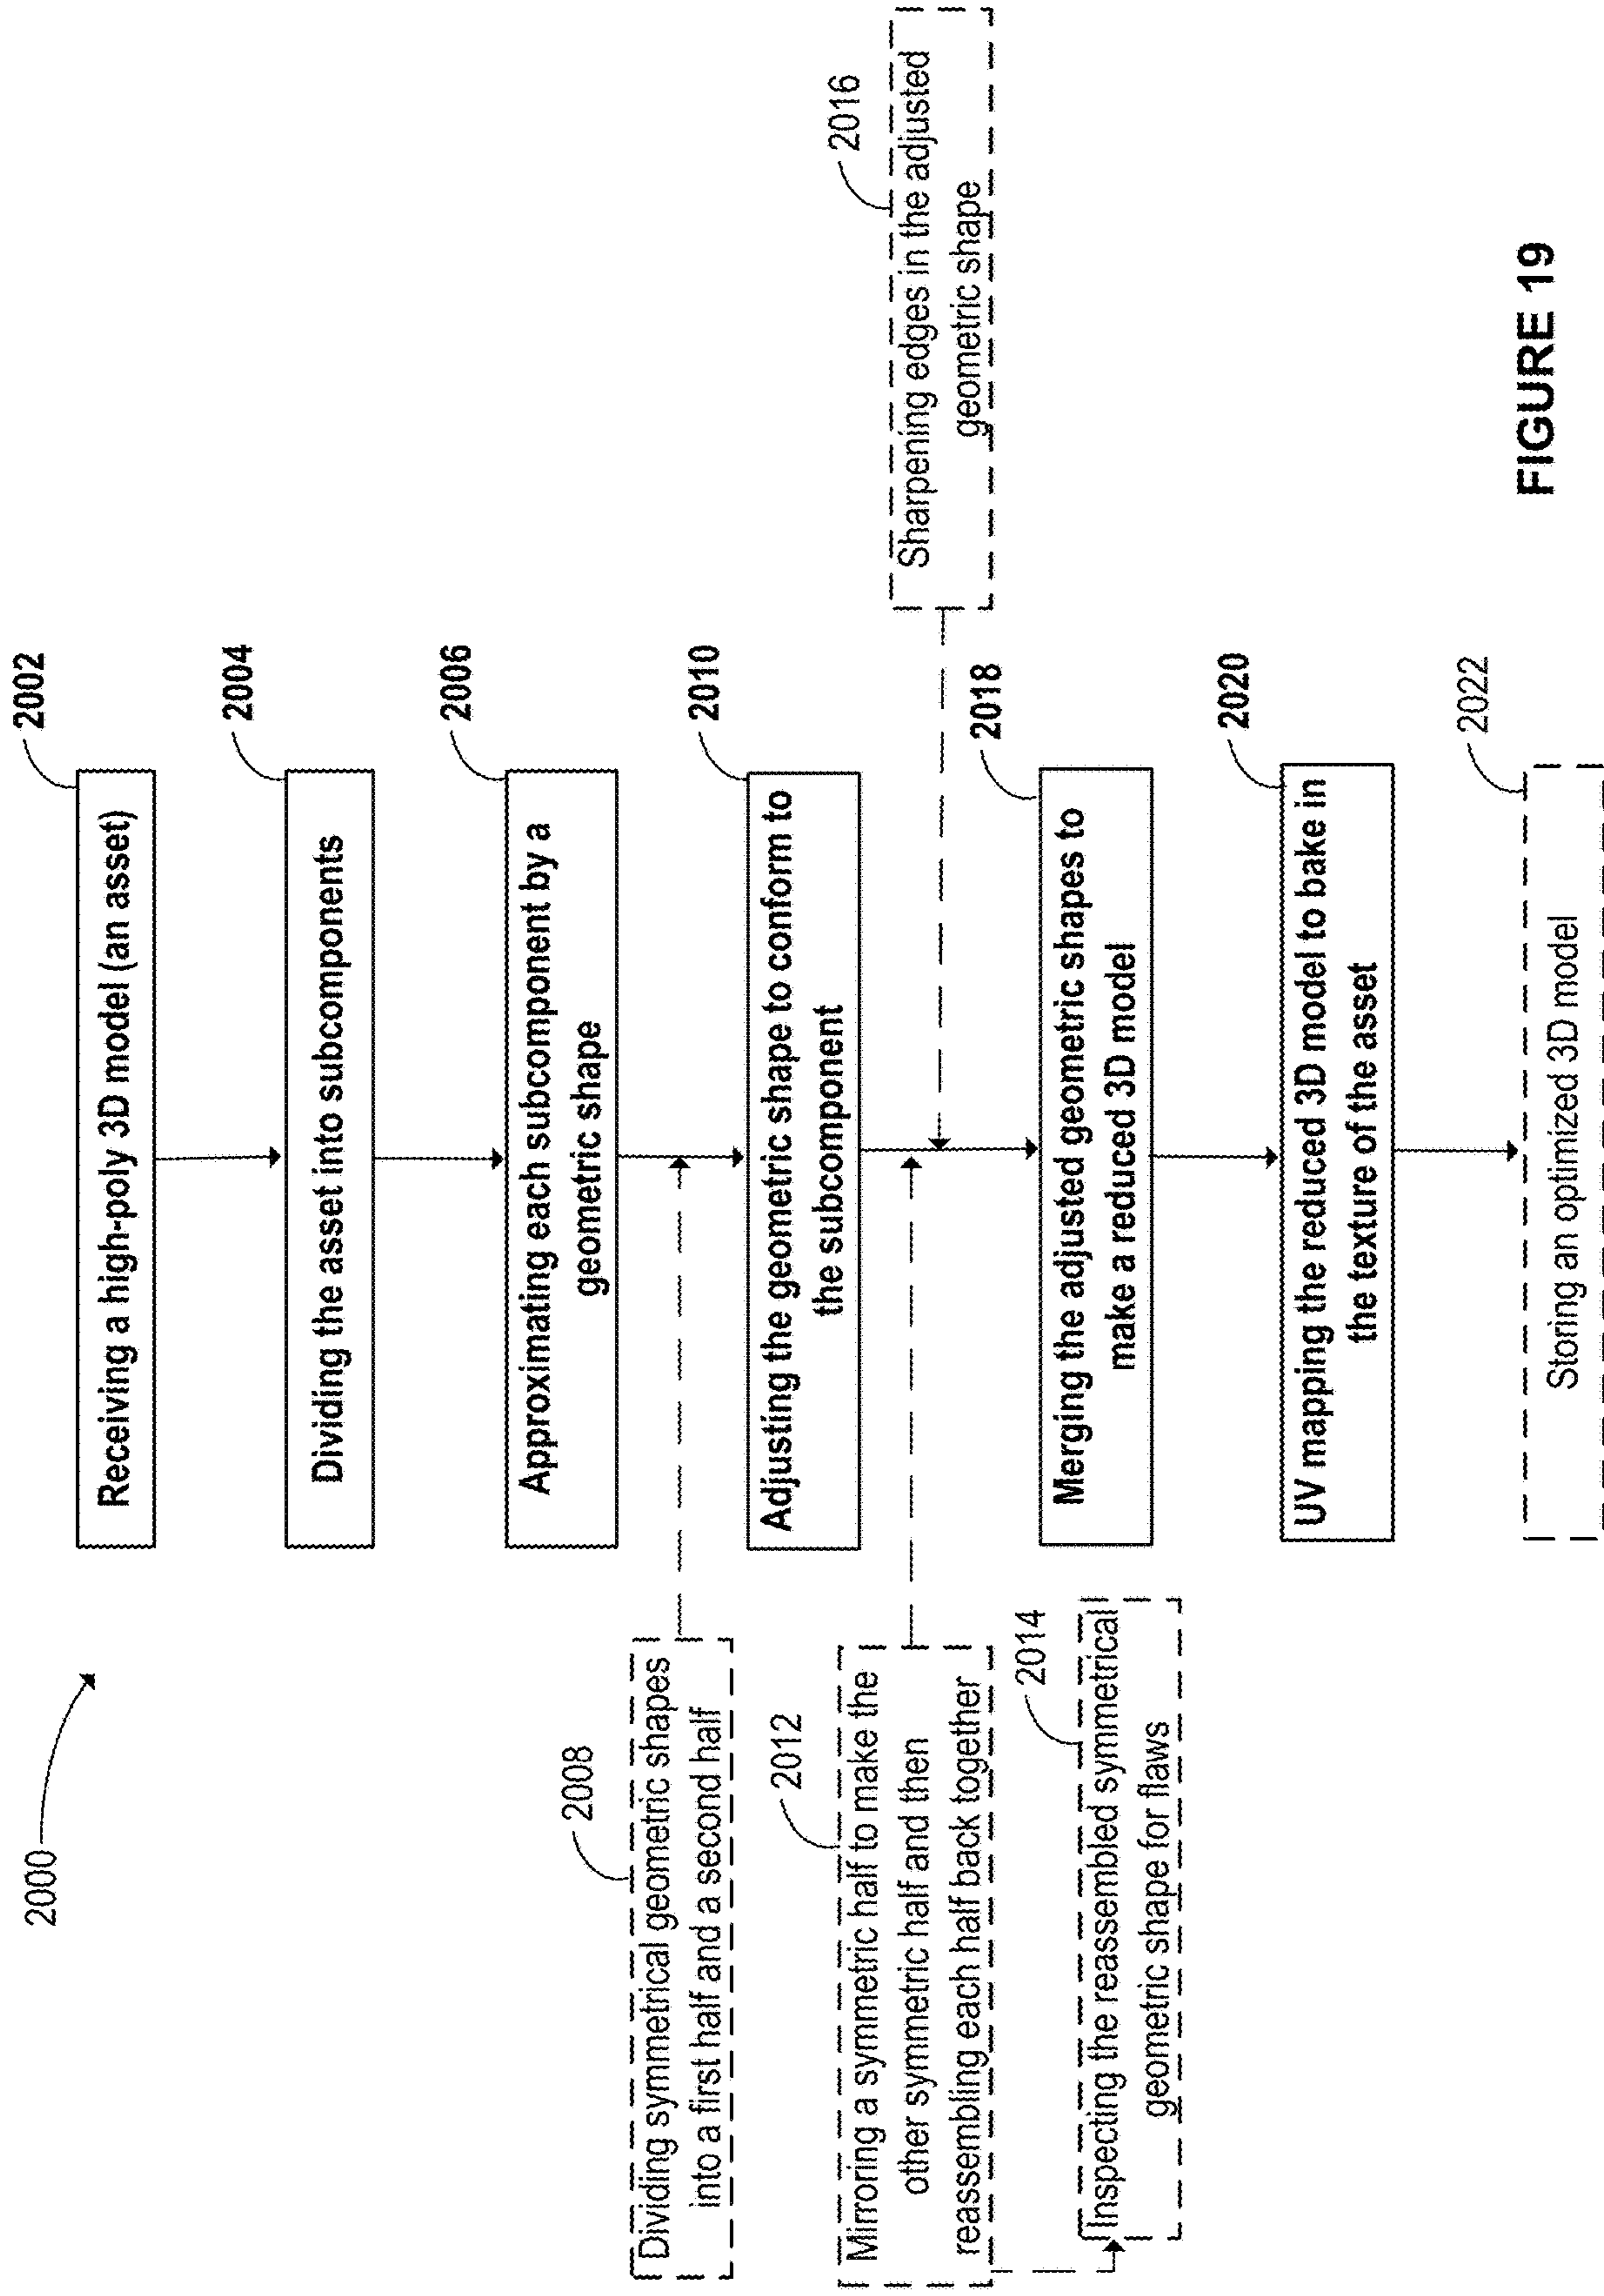 2000
2002
Receiving a high-poly 3D model (an asset)
2004
Dividing the asset into subcomponents
2006
Approximating each subcomponent by a
geometric shape
2008
Dividing symmetrical geometric shapes
into a first half and a second half
2010
Adjusting the geometric shape to conform to
the subcomponent
2012
Mirroring a symmetric half to make the
other symmetric half and then
reassembling each half back together
2014
Inspecting the reassembled symmetrical
geometric shape for flaws
2016
Sharpening edges in the adjusted
geometric shape
2018
Merging the adjusted geometric shapes to
make a reduced 3D model
2020
UV mapping the reduced 3D model to bake in
the texture of the asset
2022
Storing an optimized 3D model
FIGURE 19